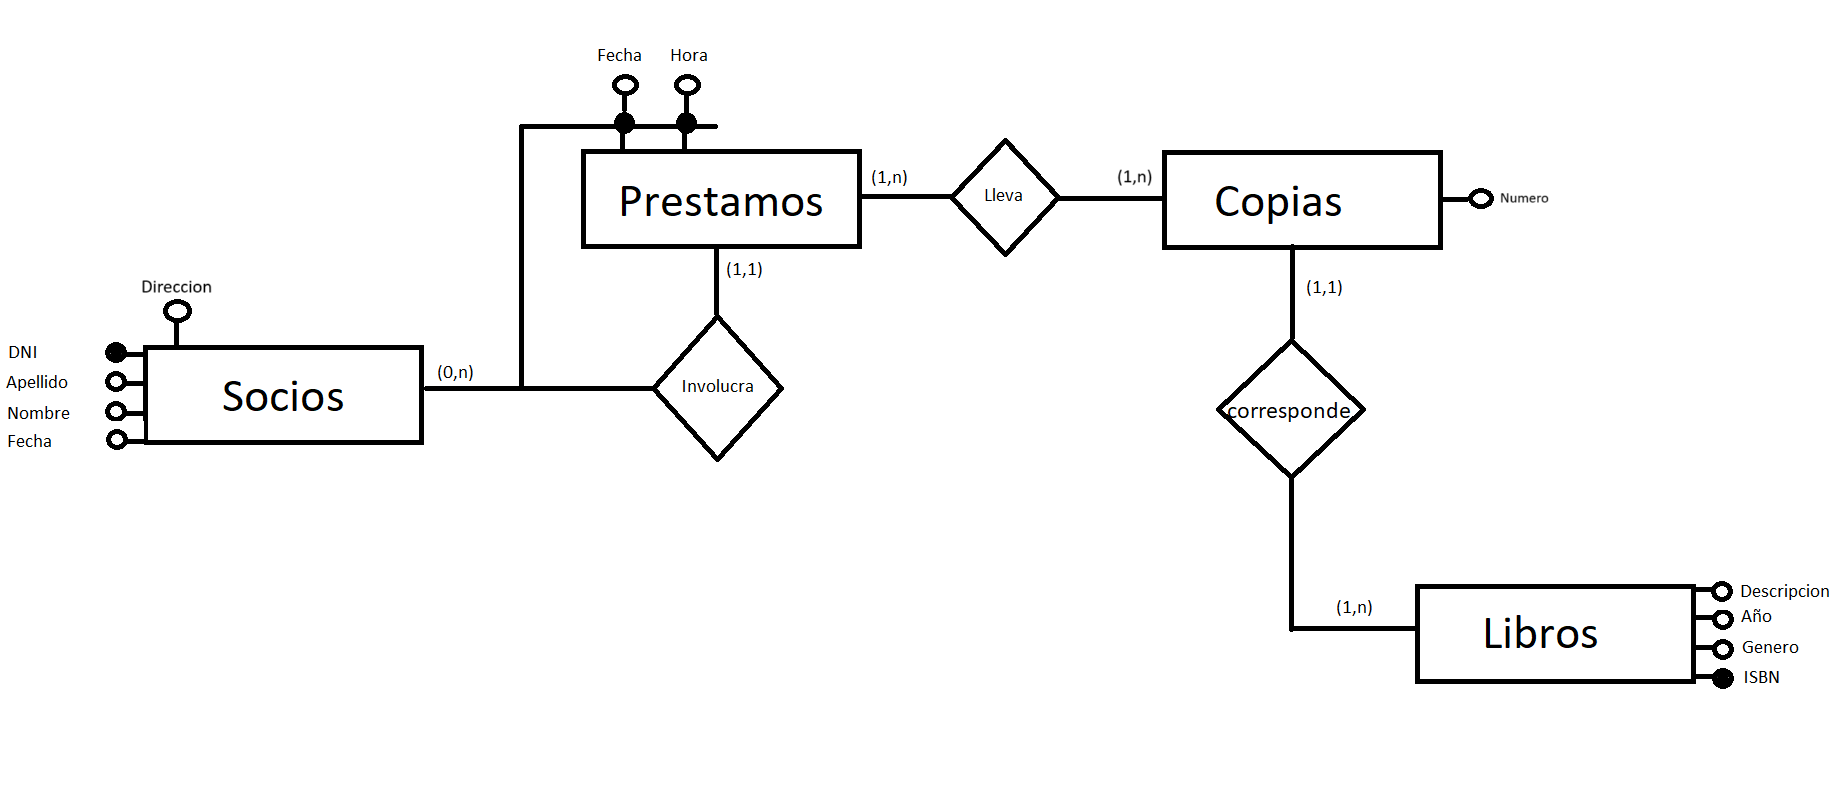 Fecha
Hora
Prestamos
(1,n)
Lleva
(1,n)
Copias
Numero
(1,1)
(1,1)
Direccion
DNI
Apellido
Nombre
Fecha
Socios
(0,n)
Involucra
corresponde
(1,n)
Libros
Descripcion
Año
Genero
ISBN